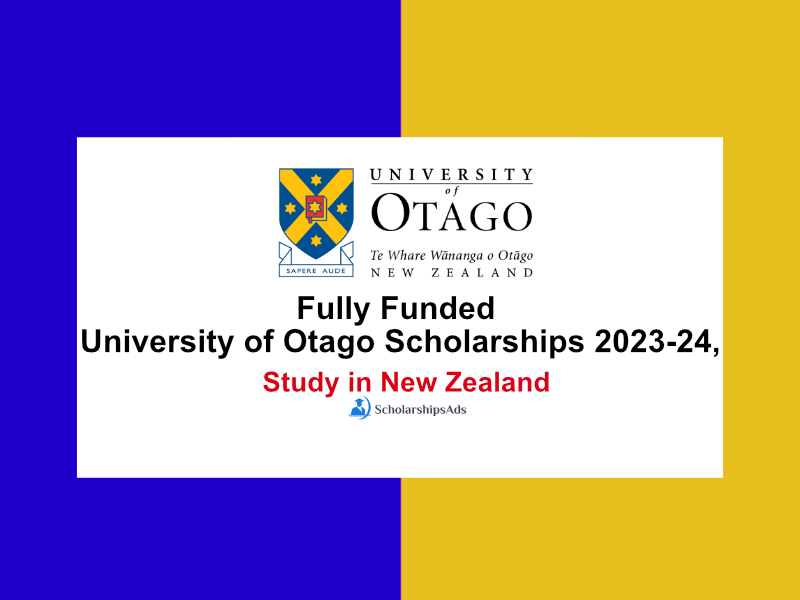 UNIVERSITY
of
OTAGO
Te Whare Wānanga o Otāgo
NEW ZEALAND
SAPERE AUDE
Fully Funded
University of Otago Scholarships 2023-24,
Study in New Zealand
ScholarshipsAds